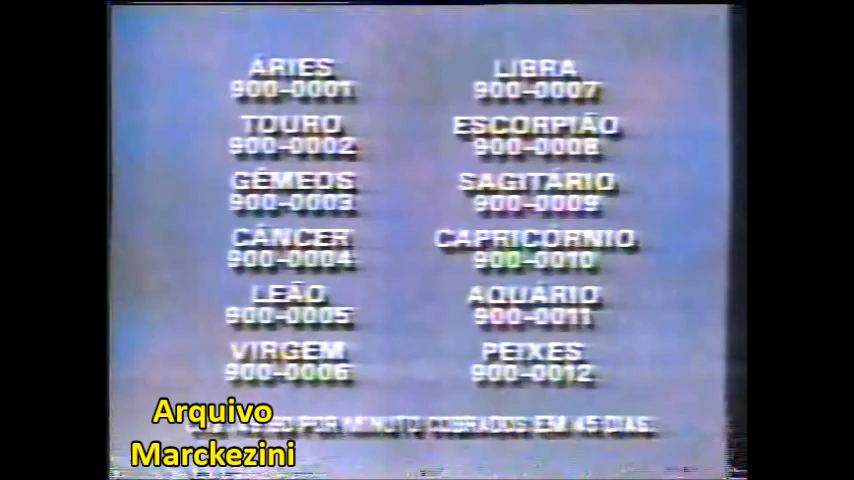 ÁRIES
900-0001
TOURO
900-0002
GÊMEOS
900-0003
CÂNCER
900-0004
LEÃO
900-0005
VIRGEM
900-0006
LIBRA
900-0007
ESCORPIÃO
900-0008
SAGITÁRIO
900-0009
CAPRICÓRNIO
900-0010
AQUÁRIO
900-0011
PEIXES
900-0012
POR MINUTO, COBRADOS EM 45 DIAS.
Arquivo
Marckezini